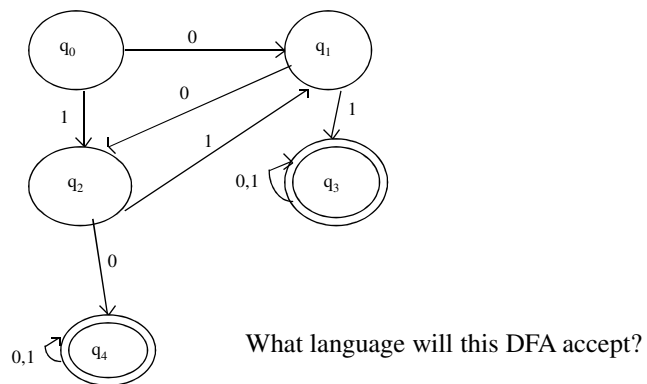 0
q0 q1
0
1 1
1
q2 0,1 q3
0
0,1 q4
What language will this DFA accept?